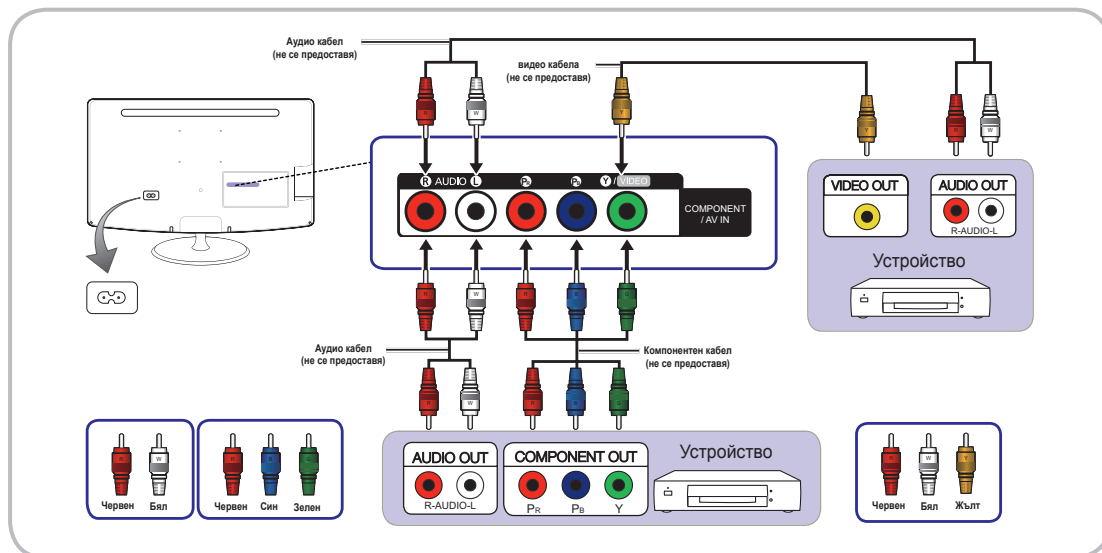 Аудио кабел
(не се предоставя)
видео кабела
(не се предоставя)
R W Y
Y R W
R AUDIO L PR PB Y / VIDEO
COMPONENT
/ AV IN
VIDEO OUT
AUDIO OUT
R-AUDIO-L
Устройство
R W R B G
Аудио кабел
(не се предоставя)
Компонентен кабел
(не се предоставя)
R W R B G
AUDIO OUT
R-AUDIO-L
COMPONENT OUT
PR PB Y
Устройство
R W
Червен Бял
R B G
Червен Син Зелен
R W Y
Червен Бял Жълт